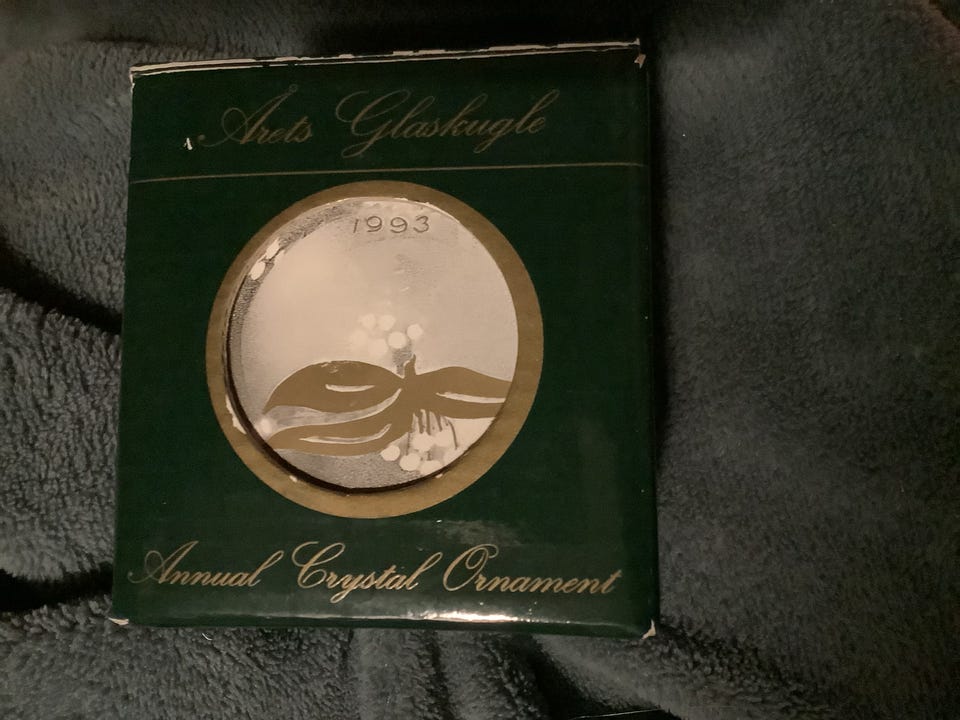 Årets Glaskugle
1993
Annual Crystal Ornament